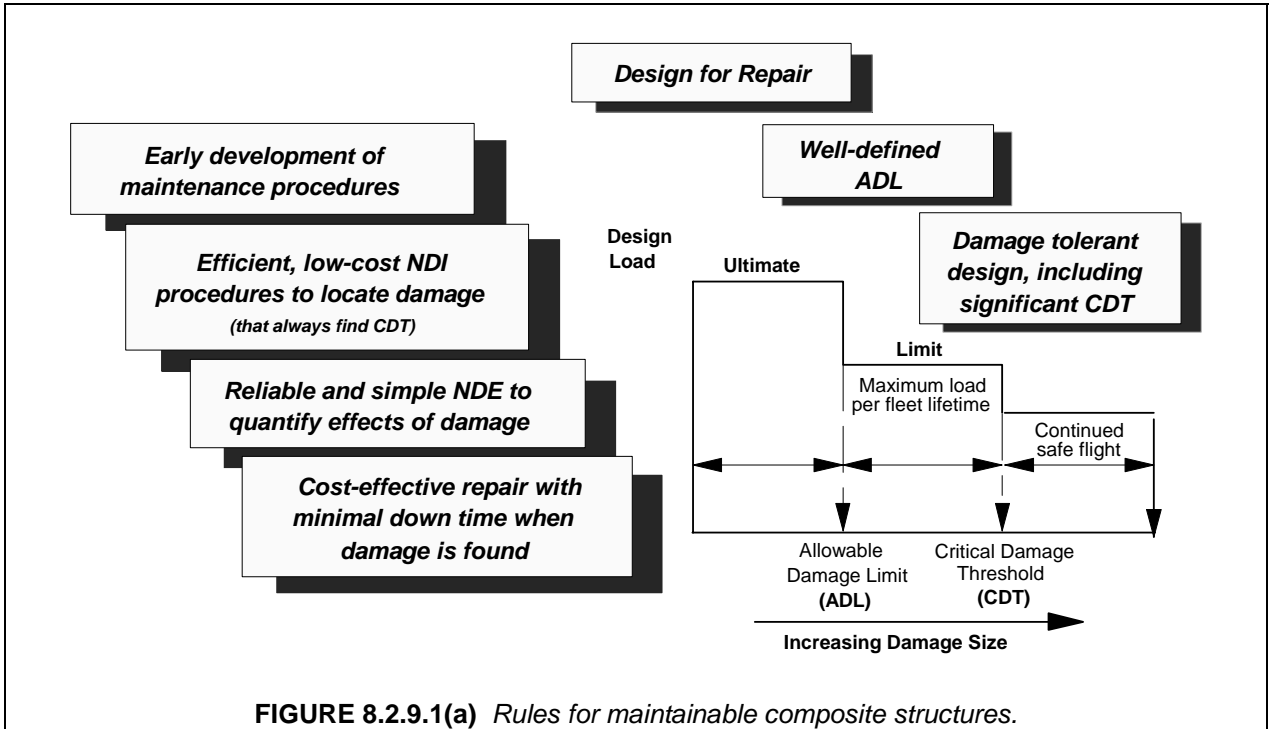 Design for Repair
Early development of
maintenance procedures
Well-defined
ADL
Efficient, low-cost NDI
procedures to locate damage
(that always find CDT)
Damage tolerant
design, including
significant CDT
Reliable and simple NDE to
quantify effects of damage
Cost-effective repair with
minimal down time when
damage is found
Design
Load
Ultimate
Limit
Maximum load
per fleet lifetime
Continued
safe flight
Allowable
Damage Limit
(ADL)
Critical Damage
Threshold
(CDT)
Increasing Damage Size
FIGURE 8.2.9.1(a) Rules for maintainable composite structures.